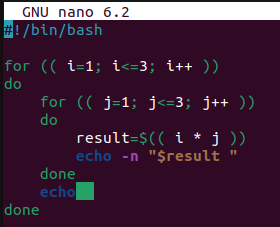 GNU nano 6.2
#!/bin/bash
for (( i=1; i<=3; i++ ))
do
    for (( j=1; j<=3; j++ ))
    do
        result=$(( i * j ))
        echo -n "$result "
    done
    echo
done